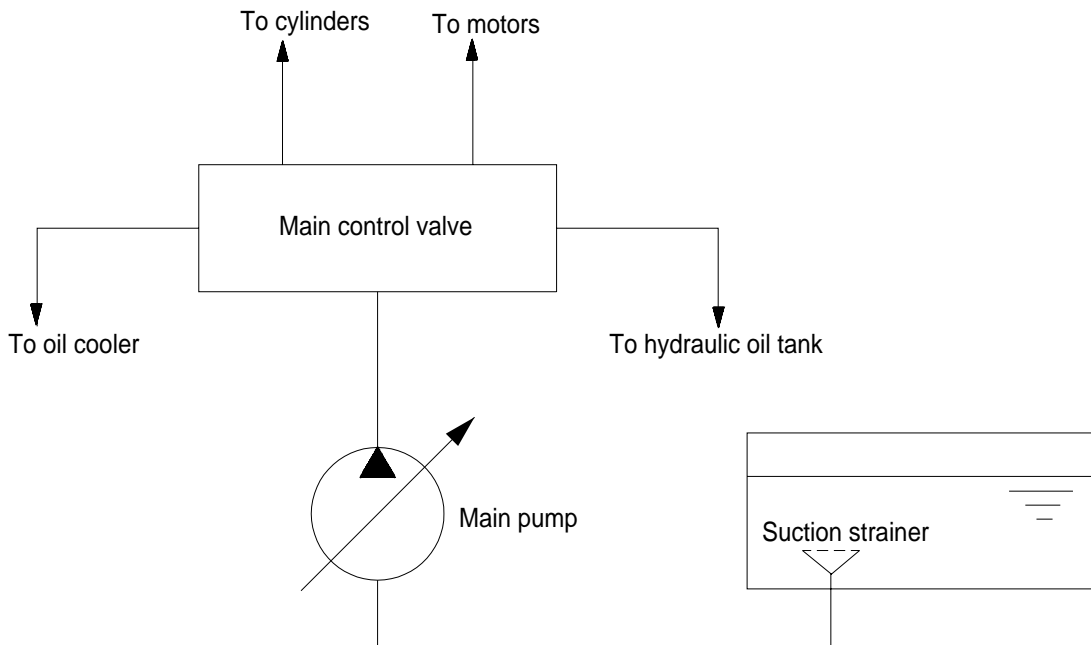 To cylinders
To motors
Main control valve
To oil cooler
To hydraulic oil tank
Main pump
Suction strainer